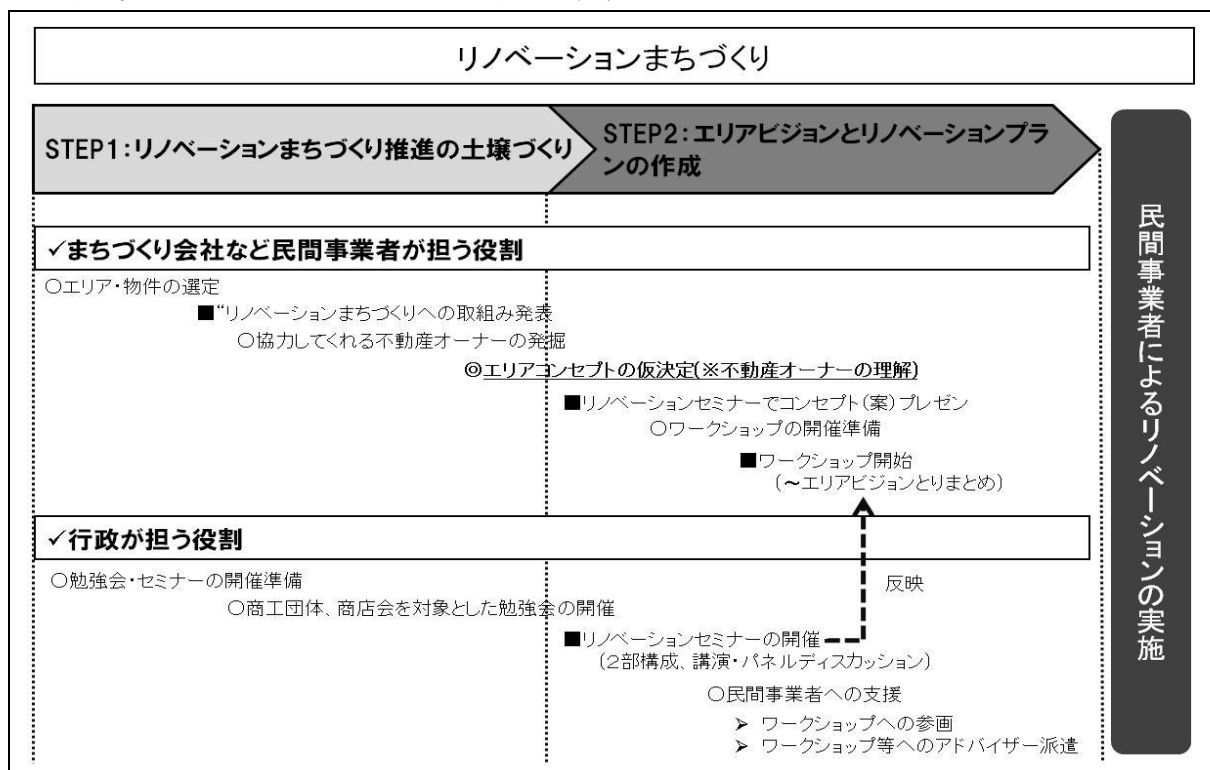 リノベーションまちづくり
STEP1:リノベーションまちづくり推進の土壌づくり
STEP2:エリアビジョンとリノベーションプラ
ンの作成
✓まちづくり会社など民間事業者が担う役割
○エリア・物件の選定
■“リノベーションまちづくりへの取組み発表
○協力してくれる不動産オーナーの発掘
◎エリアコンセプトの仮決定(※不動産オーナーの理解)
■リノベーションセミナーでコンセプト(案)プレゼン
○ワークショップの開催準備
■ワークショップ開始
(~エリアビジョンとりまとめ)
✓行政が担う役割
○勉強会・セミナーの開催準備
反映
○商工団体、商店会を対象とした勉強会の開催
■リノベーションセミナーの開催
(2部構成、講演・パネルディスカッション)
○民間事業者への支援
➢ ワークショップへの参画
➢ ワークショップ等へのアドバイザー派遣
民間事業者によるリノベーションの実施